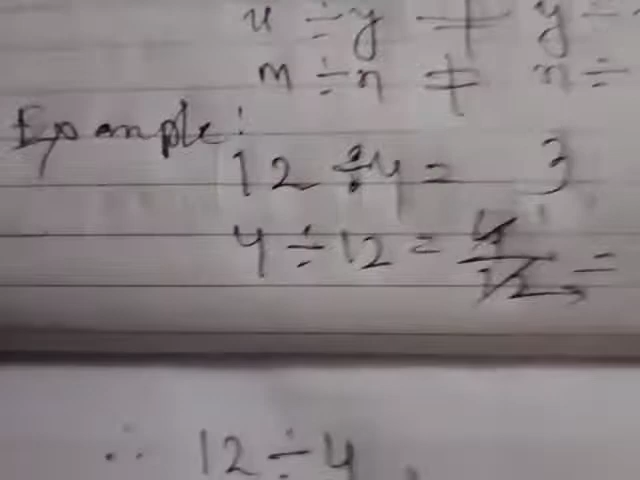 x ÷ y ≠ y ÷
m ÷ n ≠ n ÷
Example:
12 ÷ 4 = 3
4 ÷ 12 = 4/12 =
∴ 12 ÷ 4